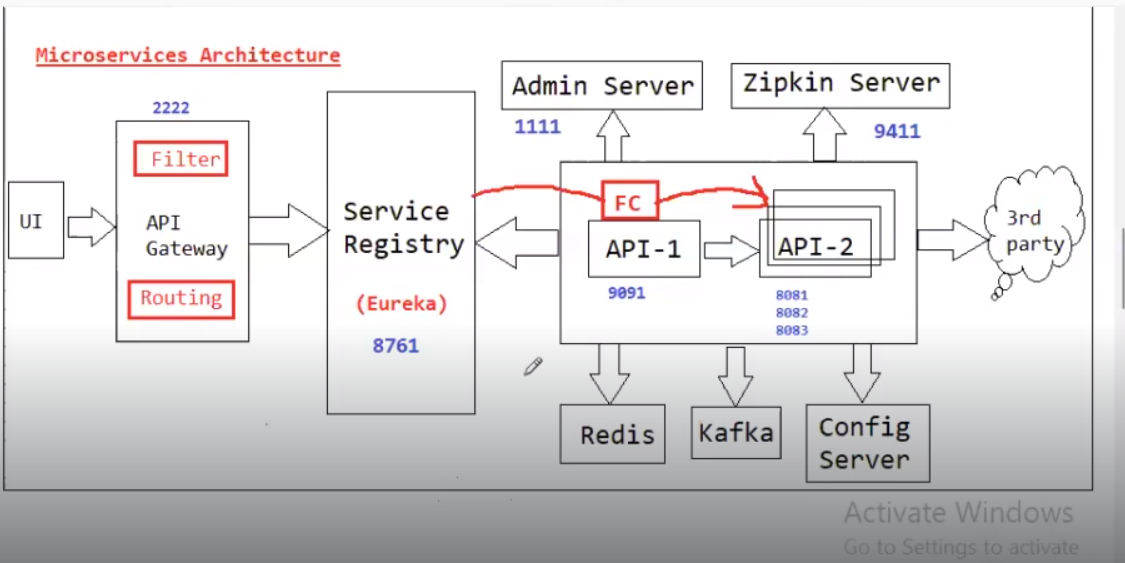 Microservices Architecture
2222
Filter
API
Gateway
Routing
UI
Service
Registry
(Eureka)
8761
Admin Server
1111
Zipkin Server
9411
FC
API-1
9091
API-2
8081
8082
8083
3rd
party
Redis
Kafka
Config
Server
Activate Windows
Go to Settings to activate